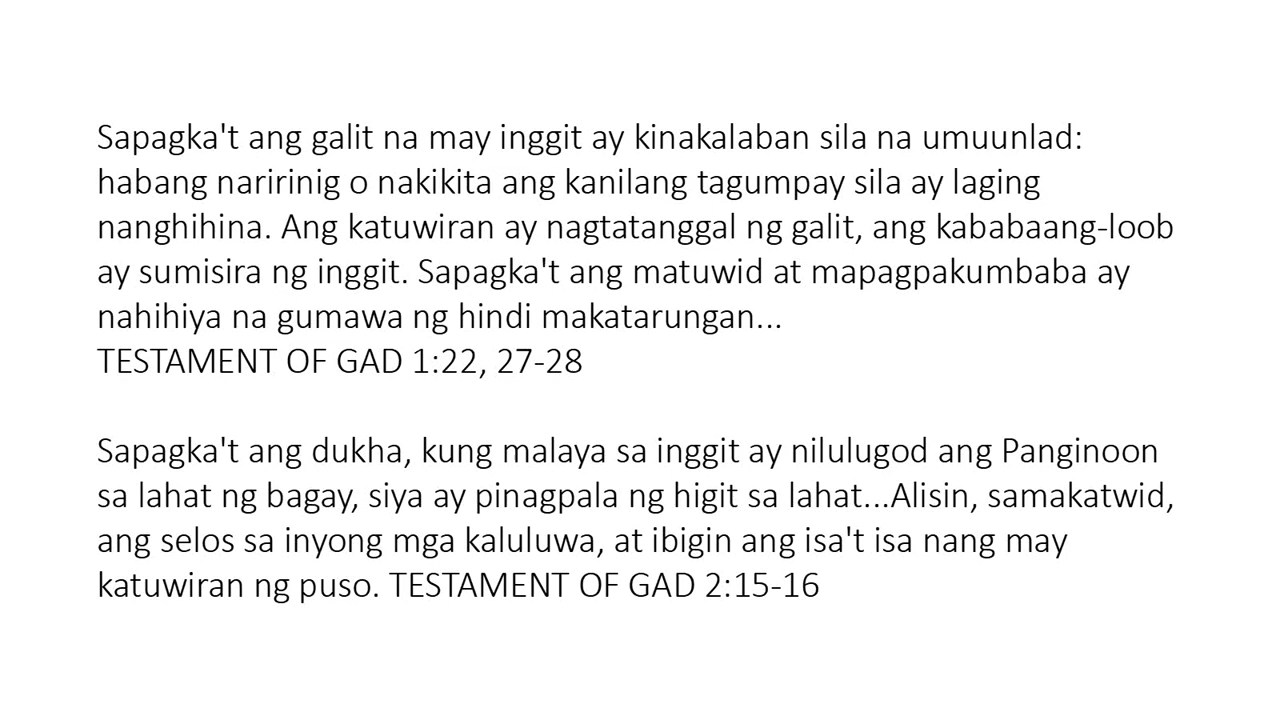 Sapagka't ang galit na may inggit ay kinakalaban sila na umuunlad:
habang naririnig o nakikita ang kanilang tagumpay sila ay laging
nanghihina. Ang katuwiran ay nagtatanggal ng galit, ang kababaang-loob
ay sumisira ng inggit. Sapagka't ang matuwid at mapagpakumbaba ay
nahihiya na gumawa ng hindi makatarungan...
TESTAMENT OF GAD 1:22, 27-28
Sapagka't ang dukha, kung malaya sa inggit ay nilulugod ang Panginoon
sa lahat ng bagay, siya ay pinagpala ng higit sa lahat...Alisin, samakatwid,
ang selos sa inyong mga kaluluwa, at ibigin ang isa't isa nang may
katuwiran ng puso. TESTAMENT OF GAD 2:15-16